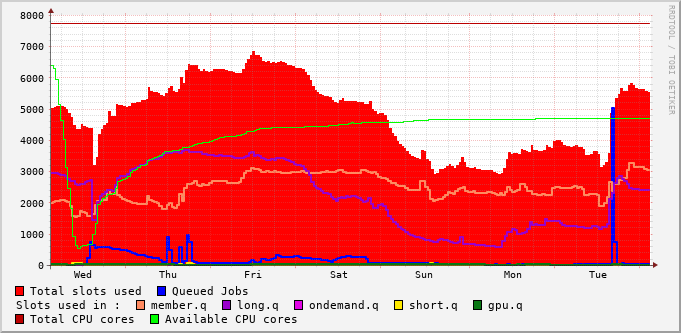 8000
7000
6000
5000
4000
3000
2000
1000
0
Wed Thu Fri Sat Sun Mon Tue
Total slots used Queued Jobs
Slots used in : member.q long.q ondemand.q short.q gpu.q
Total CPU cores Available CPU cores
RRDTOOL / TOBI OETIKER